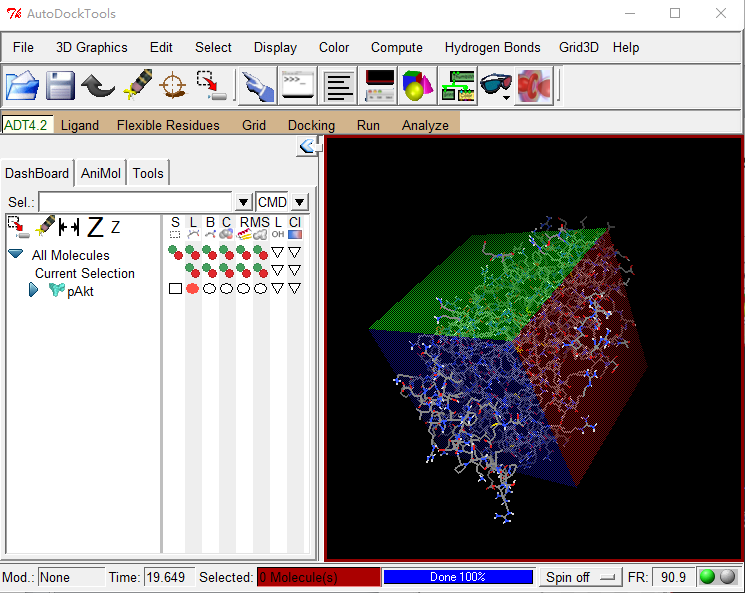 AutoDockTools
File 3D Graphics Edit Select Display Color Compute Hydrogen Bonds Grid3D Help
ADT4.2 Ligand Flexible Residues Grid Docking Run Analyze
DashBoard AniMol Tools
Sel.: CMD
Z Z S L B C R MS L Cl
OH
All Molecules
Current Selection
pAkt
Mod.: None Time: 19.649 Selected: 0 Molecule(s) Done 100% Spin off FR: 90.9